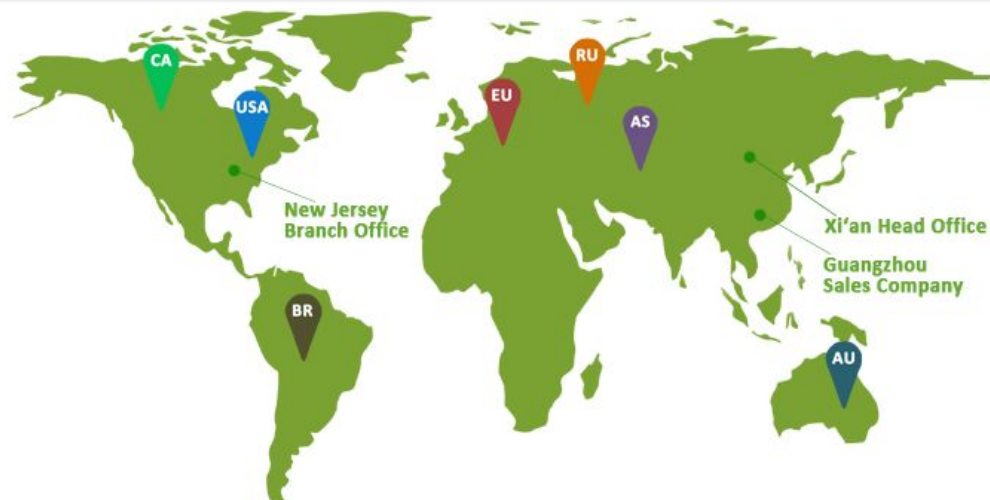 CA
RU
EU
USA
AS
New Jersey
Branch Office
Xi‘an Head Office
Guangzhou
Sales Company
BR
AU